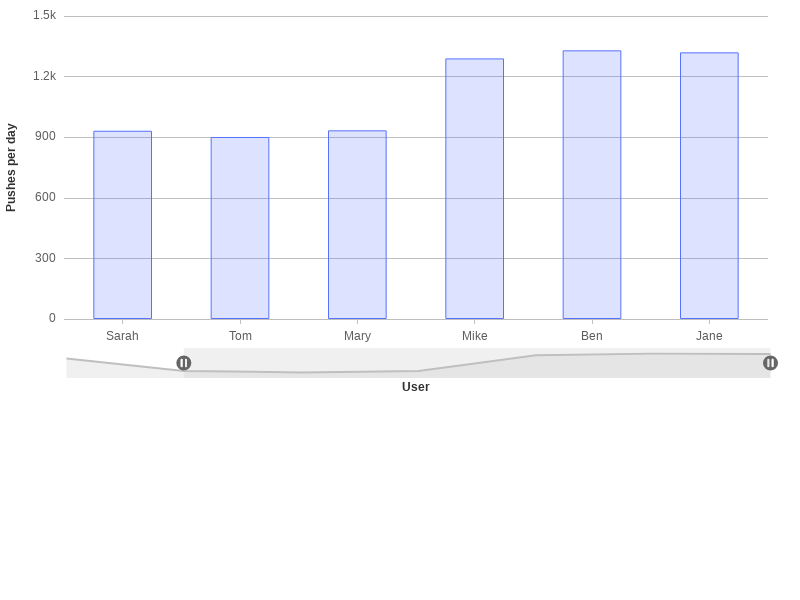 1.5k
1.2k
900
600
300
0
Pushes per day
Sarah Tom Mary Mike Ben Jane
User